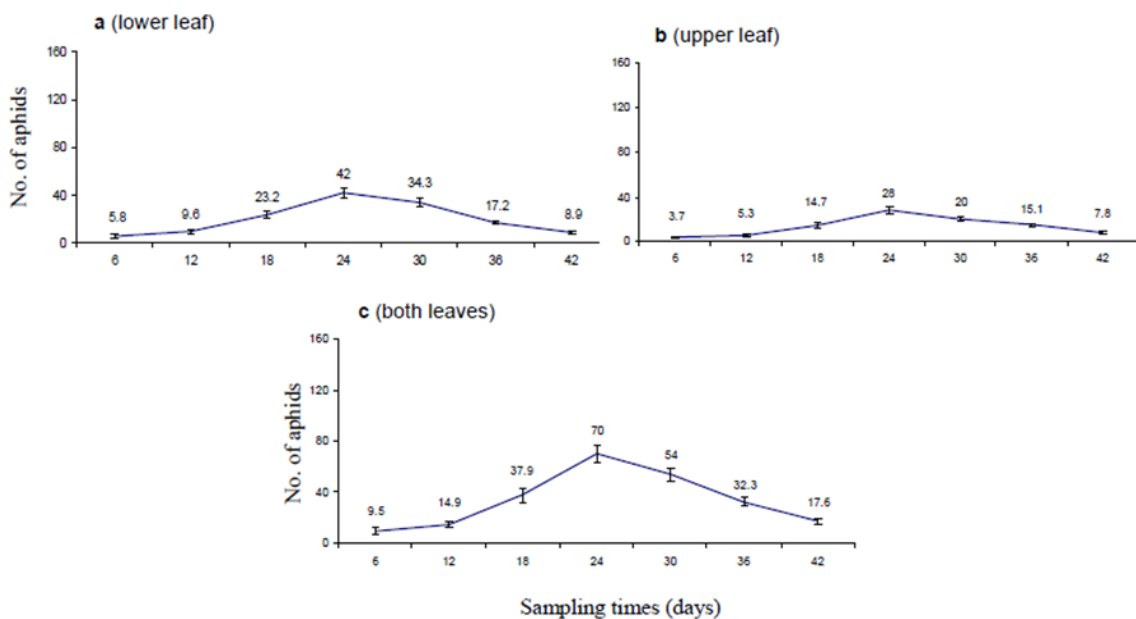 a (lower leaf)
No. of aphids
160
120
80
40
0
5.8 9.6 23.2 42 34.3 17.2 8.9
6 12 18 24 30 36 42
b (upper leaf)
160
120
80
40
0
3.7 5.3 14.7 28 20 15.1 7.8
6 12 18 24 30 36 42
c (both leaves)
No. of aphids
160
120
80
40
0
9.5 14.9 37.9 70 54 32.3 17.6
6 12 18 24 30 36 42
Sampling times (days)